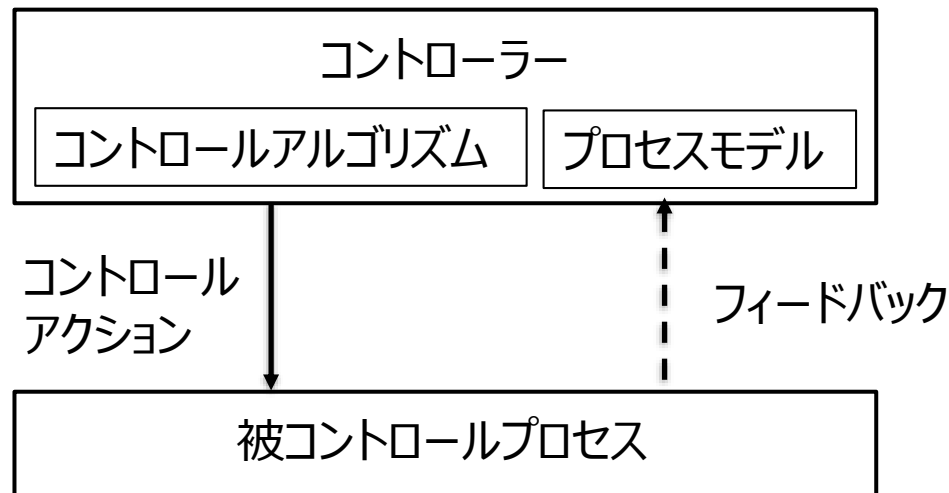 コントローラー
コントロールアルゴリズム
プロセスモデル
コントロール
アクション
フィードバック
被コントロールプロセス